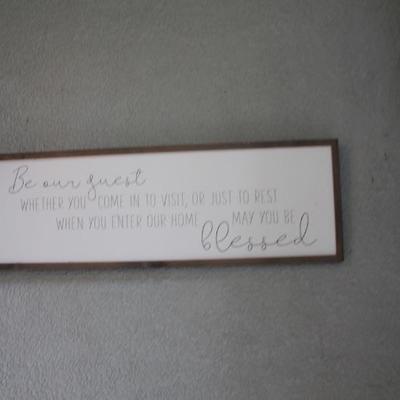 Be our guest
WHETHER YOU COME IN TO VISIT, OR JUST TO REST
WHEN YOU ENTER OUR HOME MAY YOU BE
blessed